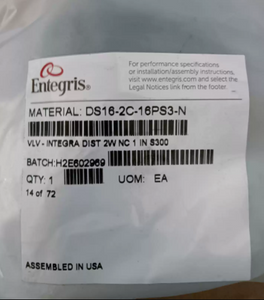 Entegris
For performance specifications
or installation/assembly instructions,
visit www.entegris.com and select the
Legal Notices link from the footer.
MATERIAL: DS16-2C-16PS3-N
VLV - INTEGRA DIST 2W NC 1 IN S300
BATCH:H2E602969
QTY: 1
UOM: EA
14 of 72
ASSEMBLED IN USA